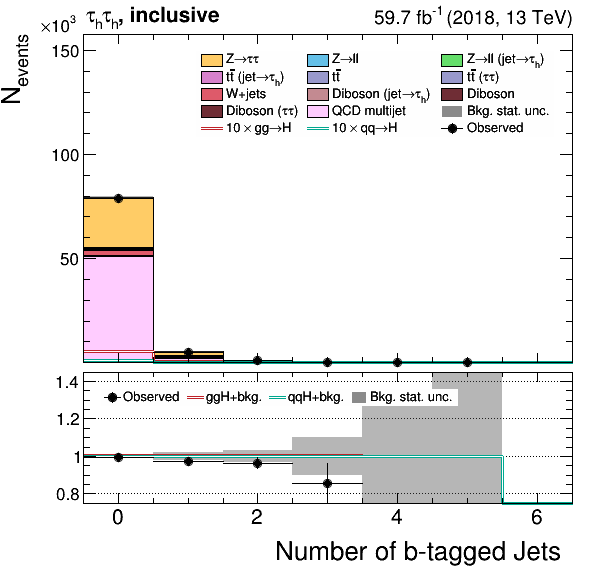 ×10³ τₕτₕ, inclusive 59.7 fb⁻¹ (2018, 13 TeV)
N_events
150
100
50
Z→ττ Z→ll Z→ll (jet→τₕ)
tt̄ (jet→τₕ) tt̄ tt̄ (ττ)
W+jets Diboson (jet→τₕ) Diboson
Diboson (ττ) QCD multijet Bkg. stat. unc.
10 × gg→H 10 × qq→H Observed
1.4
1.2
1
0.8
Observed ggH+bkg. qqH+bkg. Bkg. stat. unc.
0 2 4 6
Number of b-tagged Jets